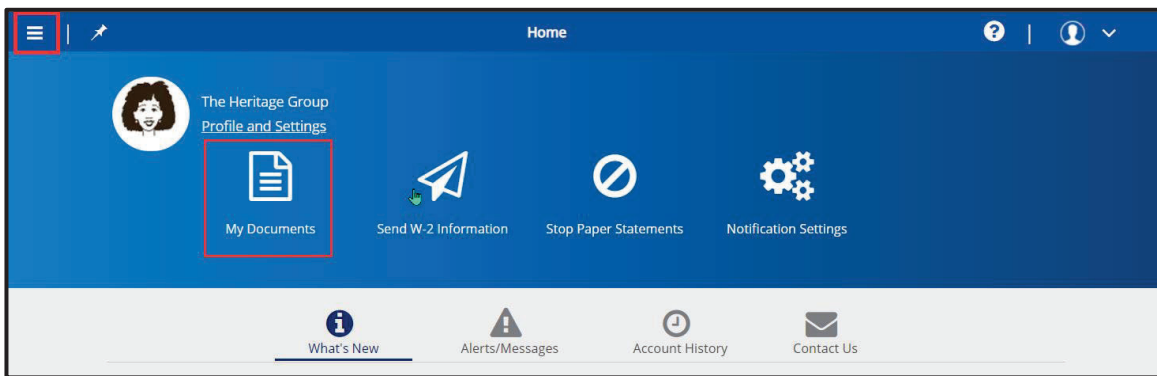 Home
The Heritage Group
Profile and Settings
My Documents
Send W-2 Information
Stop Paper Statements
Notification Settings
What's New
Alerts/Messages
Account History
Contact Us